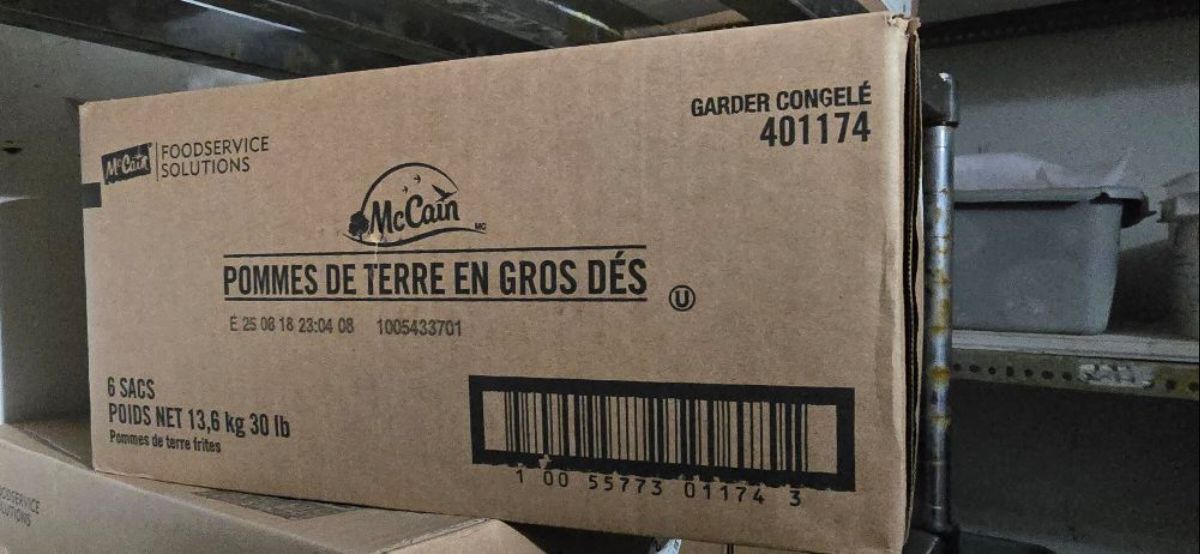 McCain FOODSERVICE
SOLUTIONS
GARDER CONGELÉ
401174
McCain
MC
POMMES DE TERRE EN GROS DÉS
U
E 25 08 18 23:04 08 1005433701
6 SACS
POIDS NET 13,6 kg 30 lb
Pommes de terre frites
1 00 55773 01174 3